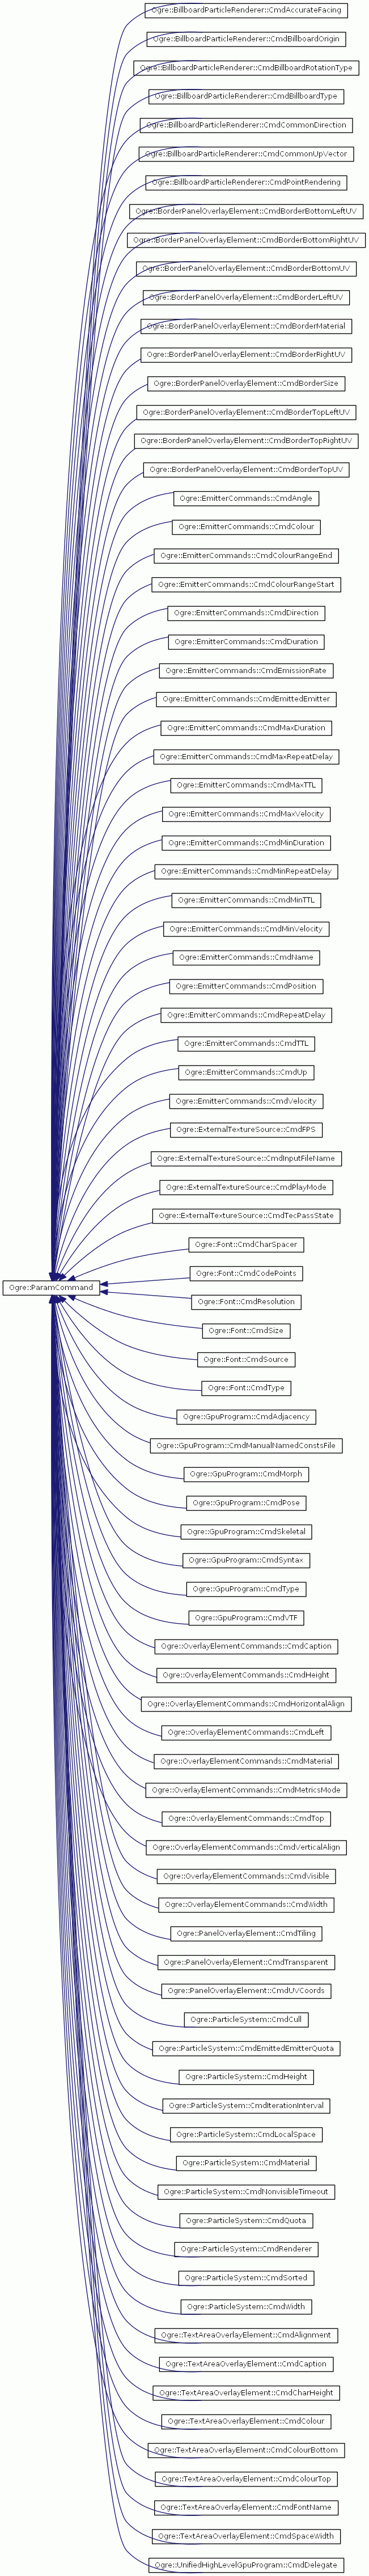 Ogre::BillboardParticleRenderer::CmdAccurateFacing
Ogre::BillboardParticleRenderer::CmdBillboardOrigin
Ogre::BillboardParticleRenderer::CmdBillboardRotationType
Ogre::BillboardParticleRenderer::CmdBillboardType
Ogre::BillboardParticleRenderer::CmdCommonDirection
Ogre::BillboardParticleRenderer::CmdCommonUpVector
Ogre::BillboardParticleRenderer::CmdPointRendering
Ogre::BorderPanelOverlayElement::CmdBorderBottomLeftUV
Ogre::BorderPanelOverlayElement::CmdBorderBottomRightUV
Ogre::BorderPanelOverlayElement::CmdBorderBottomUV
Ogre::BorderPanelOverlayElement::CmdBorderLeftUV
Ogre::BorderPanelOverlayElement::CmdBorderMaterial
Ogre::BorderPanelOverlayElement::CmdBorderRightUV
Ogre::BorderPanelOverlayElement::CmdBorderSize
Ogre::BorderPanelOverlayElement::CmdBorderTopLeftUV
Ogre::BorderPanelOverlayElement::CmdBorderTopRightUV
Ogre::BorderPanelOverlayElement::CmdBorderTopUV
Ogre::EmitterCommands::CmdAngle
Ogre::EmitterCommands::CmdColour
Ogre::EmitterCommands::CmdColourRangeEnd
Ogre::EmitterCommands::CmdColourRangeStart
Ogre::EmitterCommands::CmdDirection
Ogre::EmitterCommands::CmdDuration
Ogre::EmitterCommands::CmdEmissionRate
Ogre::EmitterCommands::CmdEmittedEmitter
Ogre::EmitterCommands::CmdMaxDuration
Ogre::EmitterCommands::CmdMaxRepeatDelay
Ogre::EmitterCommands::CmdMaxTTL
Ogre::EmitterCommands::CmdMaxVelocity
Ogre::EmitterCommands::CmdMinDuration
Ogre::EmitterCommands::CmdMinRepeatDelay
Ogre::EmitterCommands::CmdMinTTL
Ogre::EmitterCommands::CmdMinVelocity
Ogre::EmitterCommands::CmdName
Ogre::EmitterCommands::CmdPosition
Ogre::EmitterCommands::CmdRepeatDelay
Ogre::EmitterCommands::CmdTTL
Ogre::EmitterCommands::CmdUp
Ogre::EmitterCommands::CmdVelocity
Ogre::ExternalTextureSource::CmdFPS
Ogre::ExternalTextureSource::CmdInputFileName
Ogre::ExternalTextureSource::CmdPlayMode
Ogre::ExternalTextureSource::CmdTecPassState
Ogre::Font::CmdCharSpacer
Ogre::Font::CmdCodePoints
Ogre::ParamCommand
Ogre::Font::CmdResolution
Ogre::Font::CmdSize
Ogre::Font::CmdSource
Ogre::Font::CmdType
Ogre::GpuProgram::CmdAdjacency
Ogre::GpuProgram::CmdManualNamedConstsFile
Ogre::GpuProgram::CmdMorph
Ogre::GpuProgram::CmdPose
Ogre::GpuProgram::CmdSkeletal
Ogre::GpuProgram::CmdSyntax
Ogre::GpuProgram::CmdType
Ogre::GpuProgram::CmdVTF
Ogre::OverlayElementCommands::CmdCaption
Ogre::OverlayElementCommands::CmdHeight
Ogre::OverlayElementCommands::CmdHorizontalAlign
Ogre::OverlayElementCommands::CmdLeft
Ogre::OverlayElementCommands::CmdMaterial
Ogre::OverlayElementCommands::CmdMetricsMode
Ogre::OverlayElementCommands::CmdTop
Ogre::OverlayElementCommands::CmdVerticalAlign
Ogre::OverlayElementCommands::CmdVisible
Ogre::OverlayElementCommands::CmdWidth
Ogre::PanelOverlayElement::CmdTiling
Ogre::PanelOverlayElement::CmdTransparent
Ogre::PanelOverlayElement::CmdUVCoords
Ogre::ParticleSystem::CmdCull
Ogre::ParticleSystem::CmdEmittedEmitterQuota
Ogre::ParticleSystem::CmdHeight
Ogre::ParticleSystem::CmdIterationInterval
Ogre::ParticleSystem::CmdLocalSpace
Ogre::ParticleSystem::CmdMaterial
Ogre::ParticleSystem::CmdNonvisibleTimeout
Ogre::ParticleSystem::CmdQuota
Ogre::ParticleSystem::CmdRenderer
Ogre::ParticleSystem::CmdSorted
Ogre::ParticleSystem::CmdWidth
Ogre::TextAreaOverlayElement::CmdAlignment
Ogre::TextAreaOverlayElement::CmdCaption
Ogre::TextAreaOverlayElement::CmdCharHeight
Ogre::TextAreaOverlayElement::CmdColour
Ogre::TextAreaOverlayElement::CmdColourBottom
Ogre::TextAreaOverlayElement::CmdColourTop
Ogre::TextAreaOverlayElement::CmdFontName
Ogre::TextAreaOverlayElement::CmdSpaceWidth
Ogre::UnifiedHighLevelGpuProgram::CmdDelegate